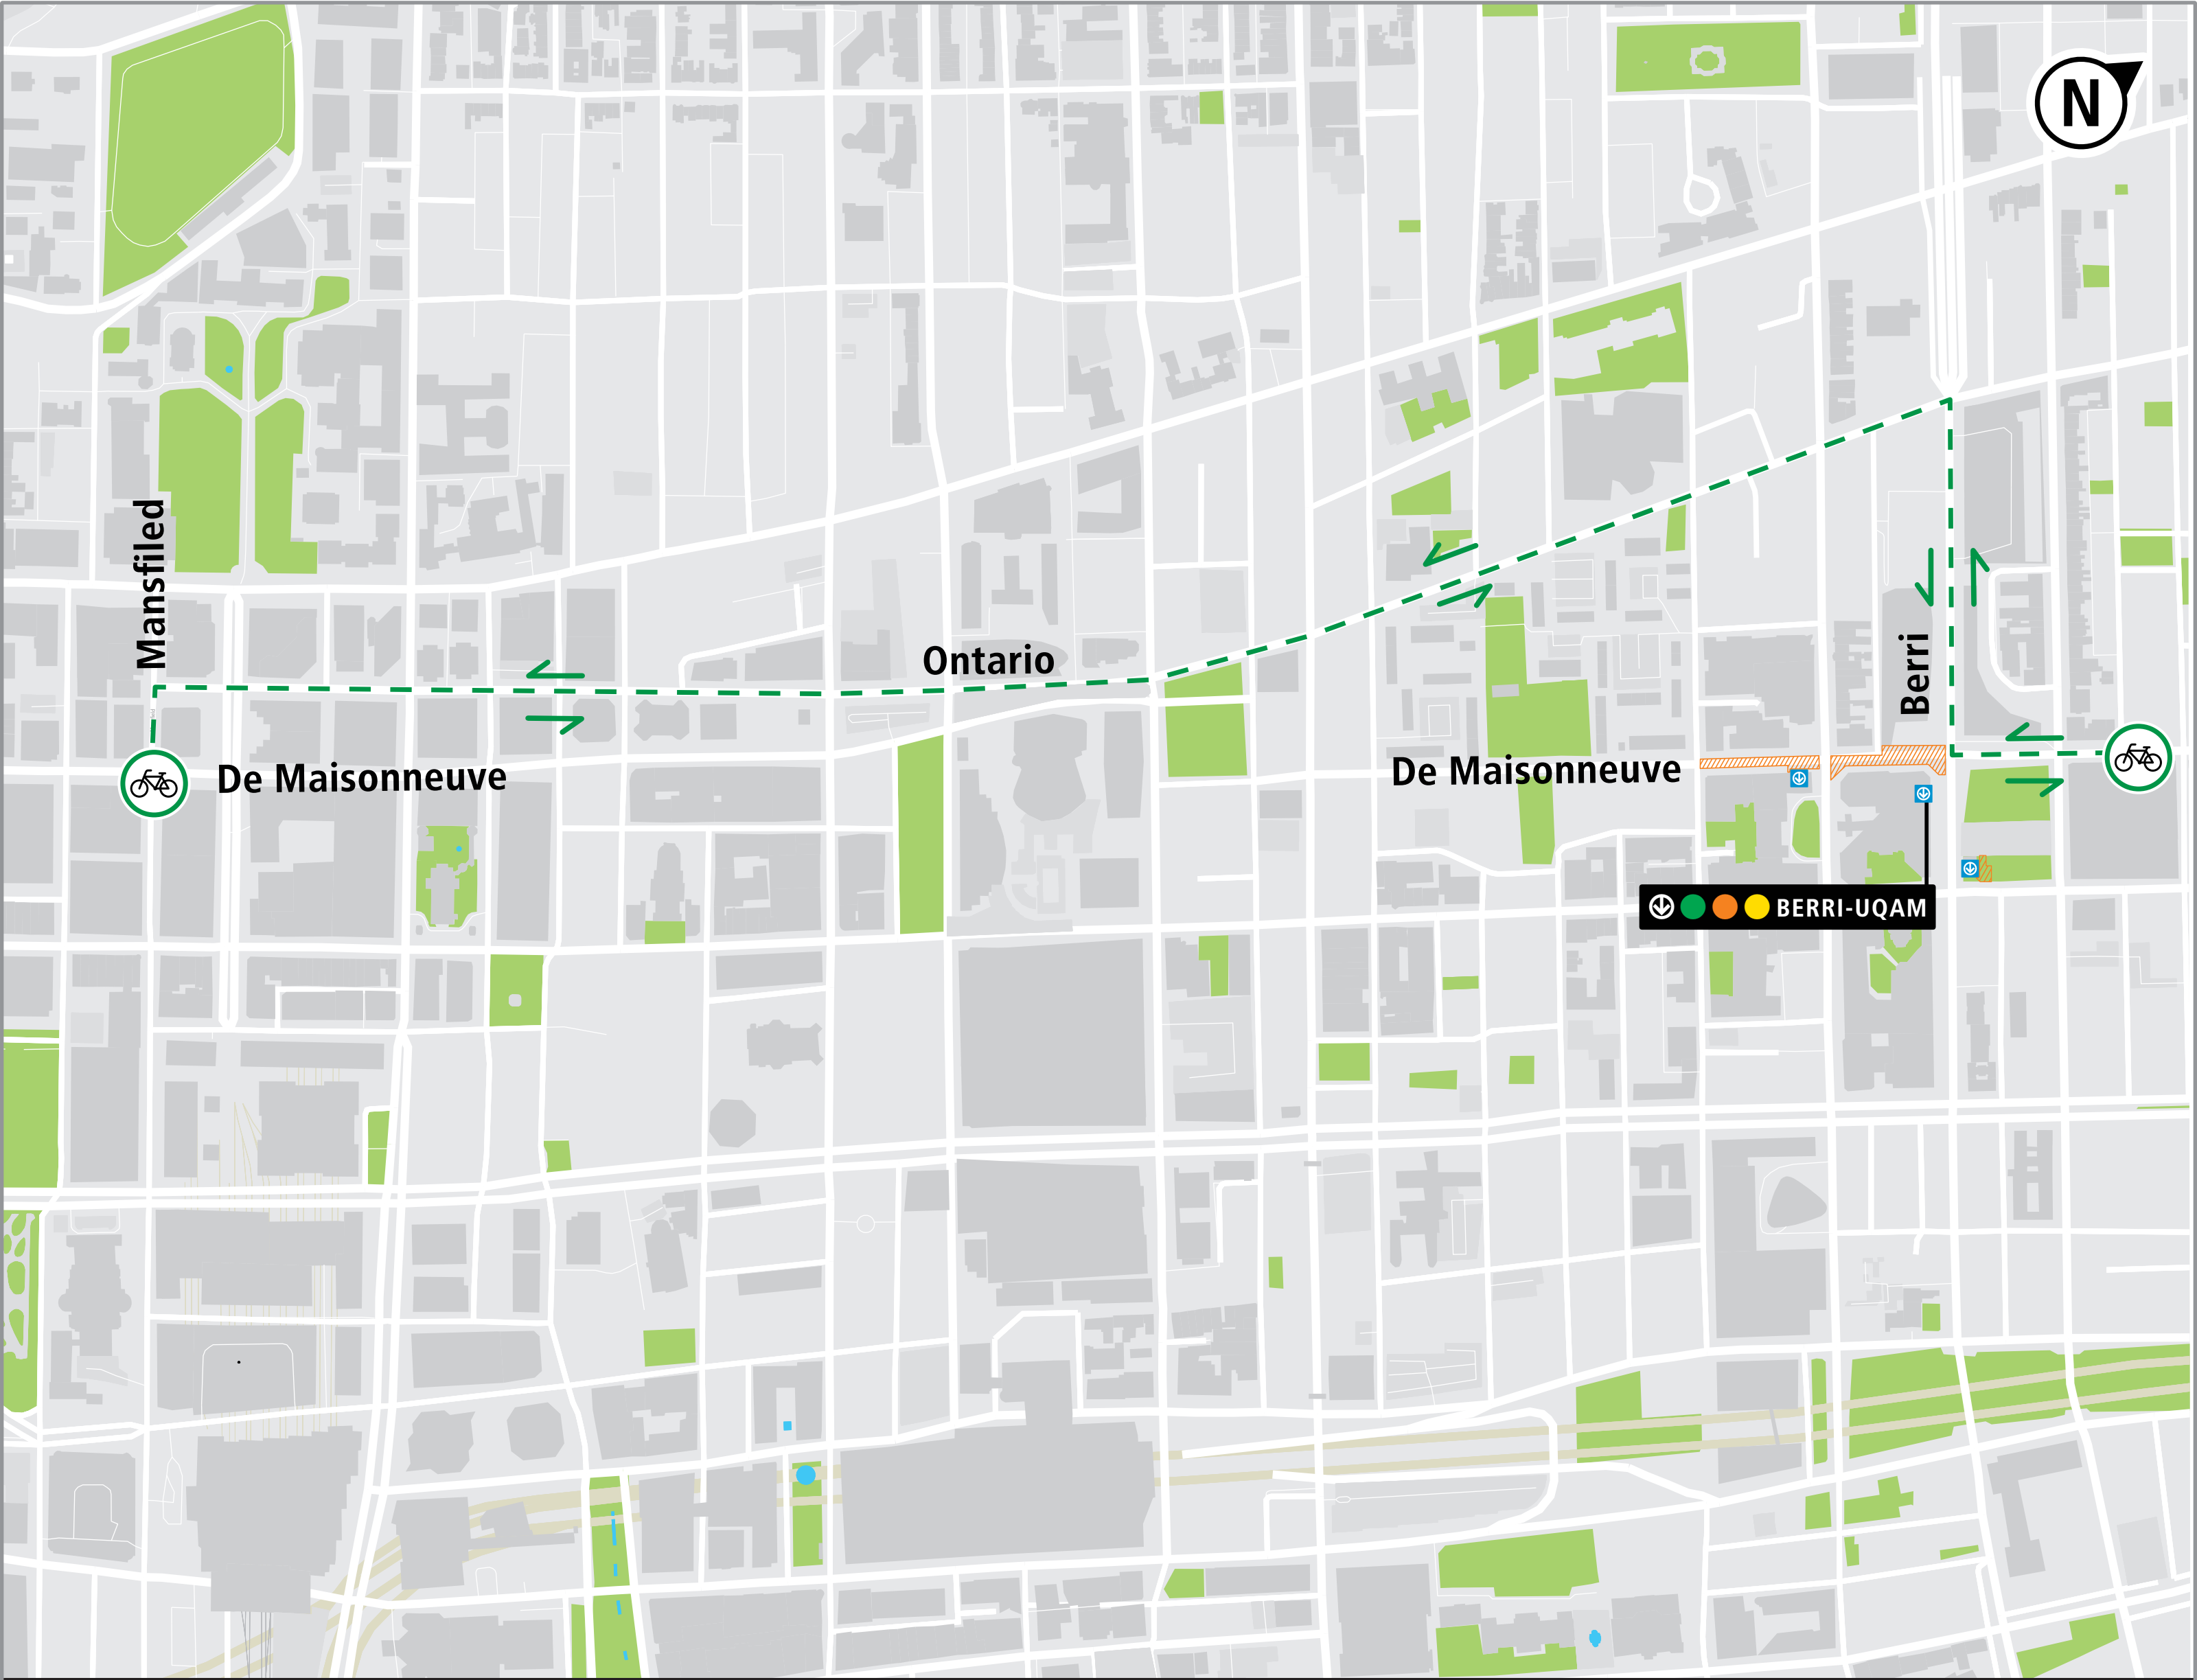 N
Mansfiled
Ontario
Berri
De Maisonneuve
De Maisonneuve
BERRI-UQAM